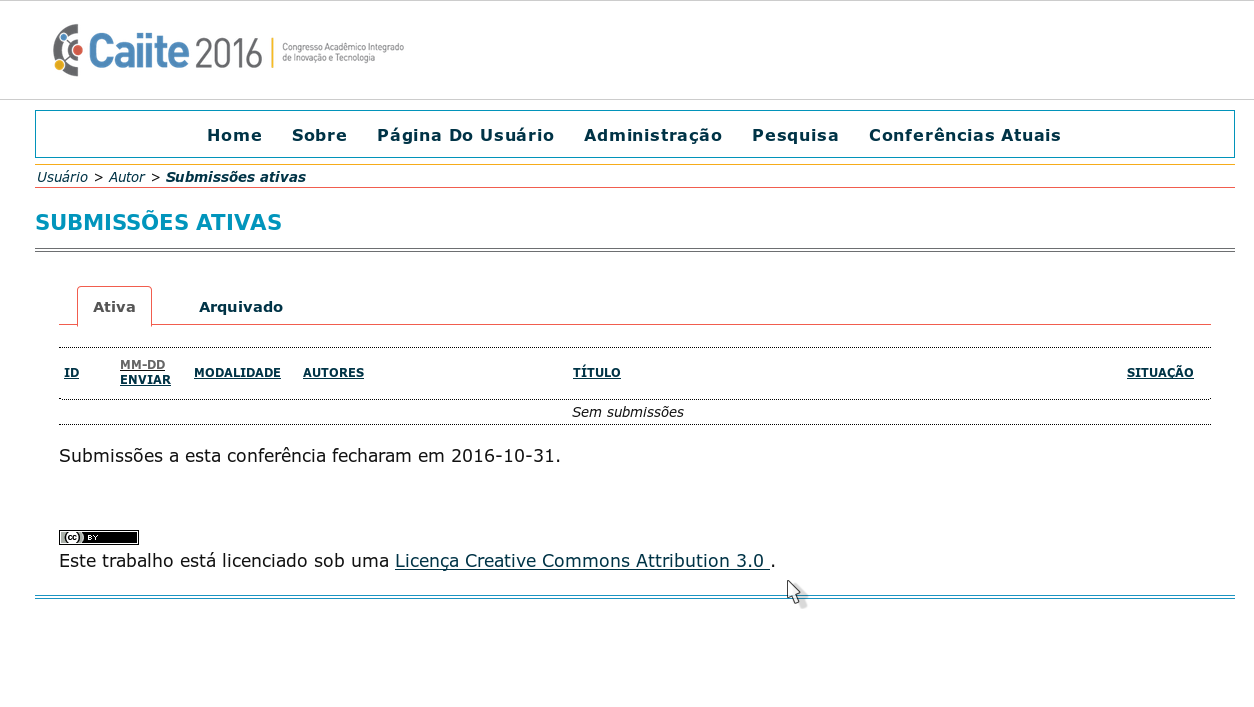 Caiite 2016
Congresso Acadêmico Integrado
de Inovação e Tecnologia
Home Sobre Página Do Usuário Administração Pesquisa Conferências Atuais
Usuário > Autor > Submissões ativas
SUBMISSÕES ATIVAS
Ativa Arquivado
ID MM-DD ENVIAR MODALIDADE AUTORES TÍTULO SITUAÇÃO
Sem submissões
Submissões a esta conferência fecharam em 2016-10-31.
cc BY
Este trabalho está licenciado sob uma Licença Creative Commons Attribution 3.0 .